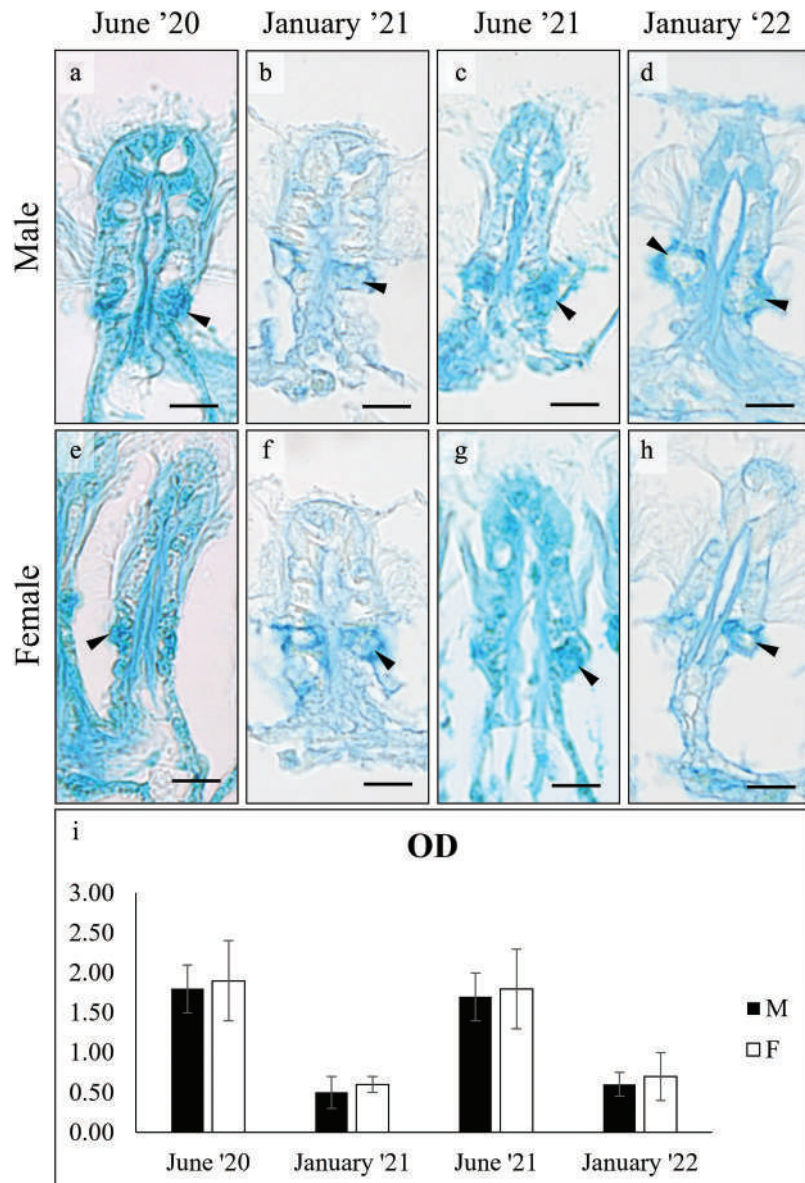 June ’20 January ’21 June ’21 January ‘22
Male
a b c d
Female
e f g h
i
OD
3.00
2.50
2.00
1.50
1.00
0.50
0.00
M
F
June '20 January '21 June '21 January '22